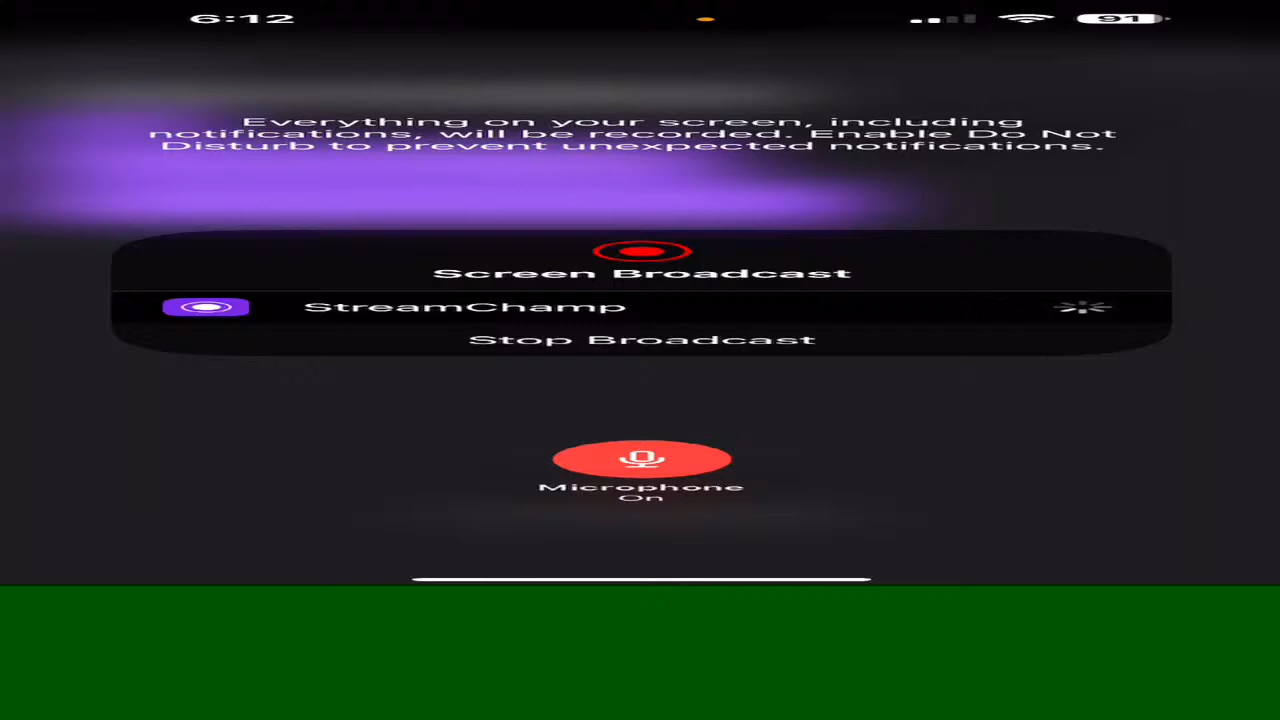 6:12
91
Everything on your screen, including
notifications, will be recorded. Enable Do Not
Disturb to prevent unexpected notifications.
Screen Broadcast
StreamChamp
Stop Broadcast
Microphone
On